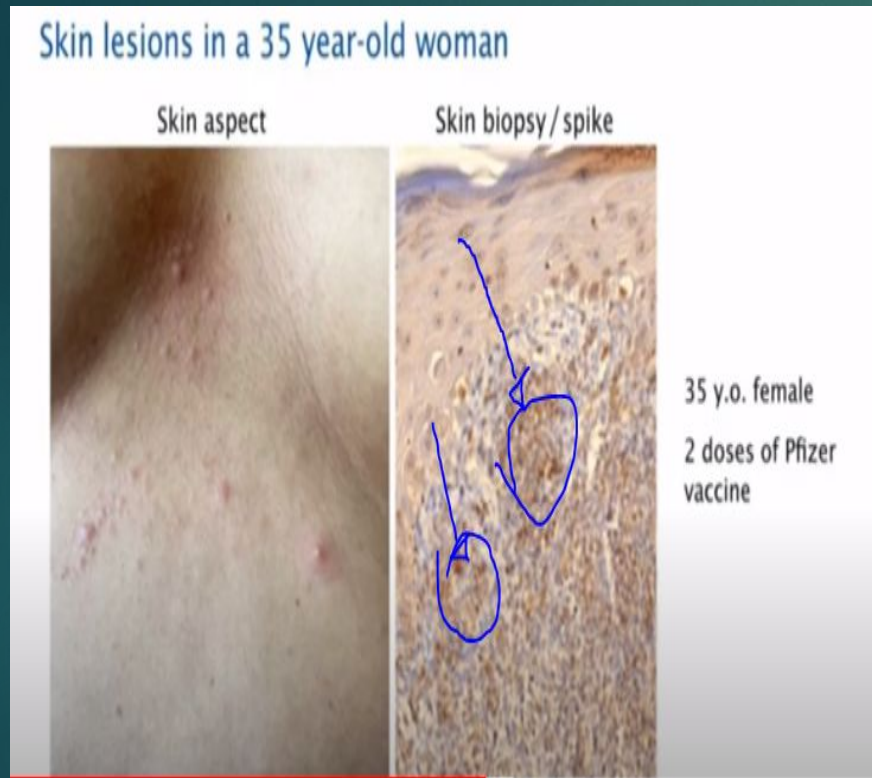 Skin lesions in a 35 year-old woman
Skin aspect
Skin biopsy / spike
35 y.o. female
2 doses of Pfizer
vaccine